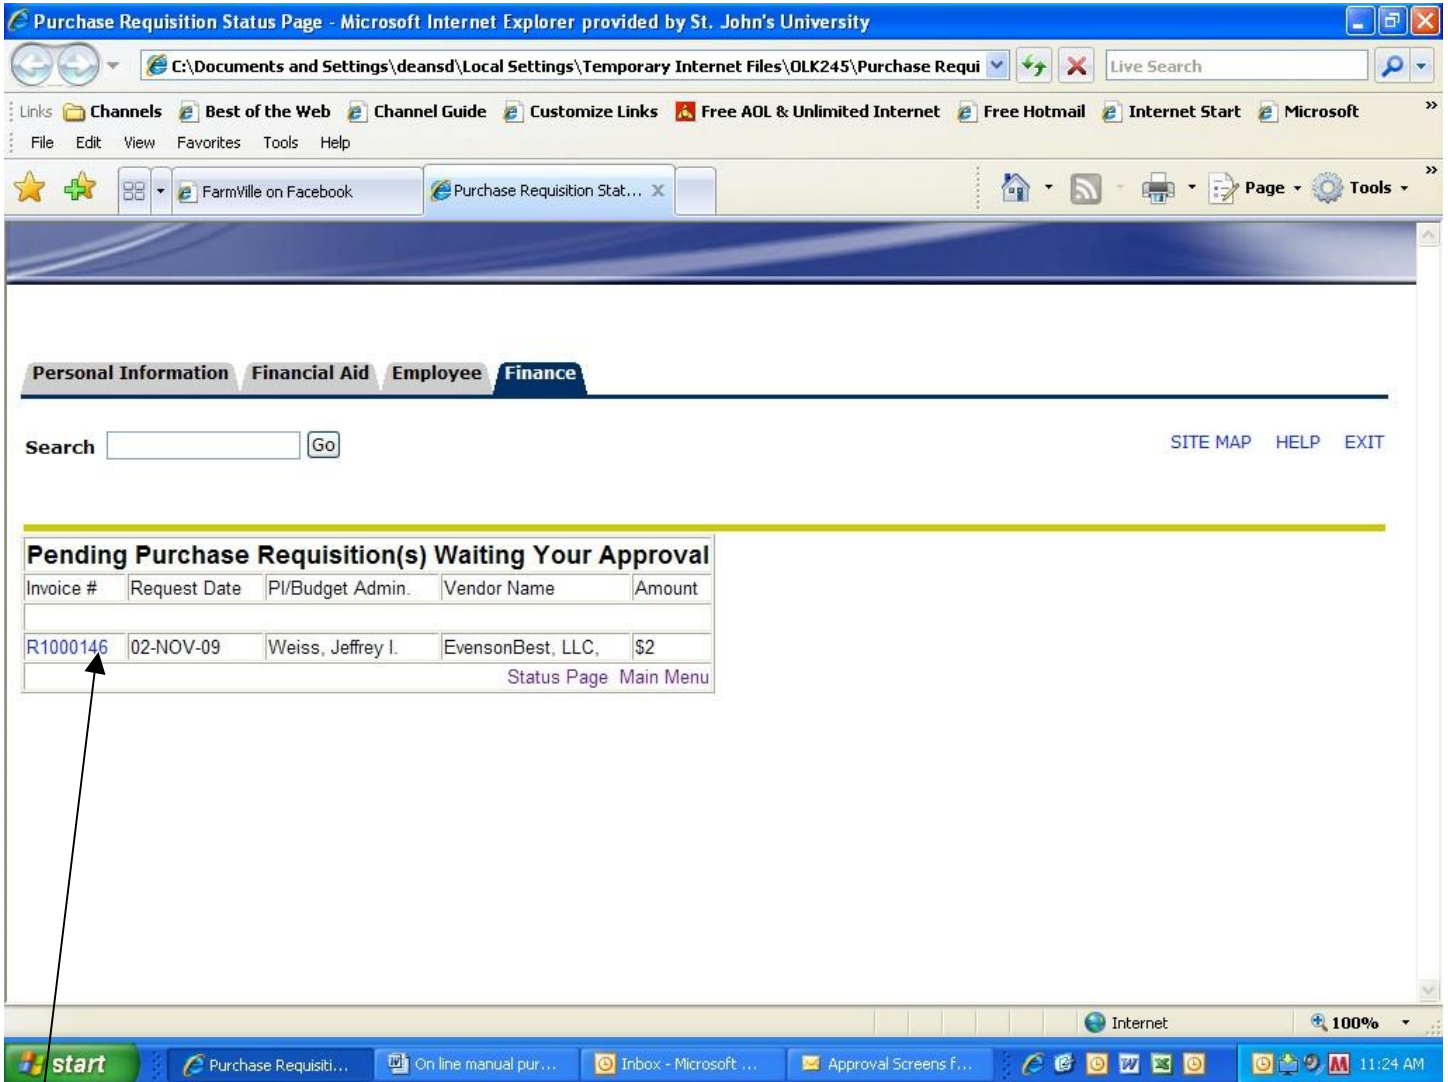 Purchase Requisition Status Page - Microsoft Internet Explorer provided by St. John's University
C:\Documents and Settings\deansd\Local Settings\Temporary Internet Files\OLK245\Purchase Requi
Live Search
Links Channels Best of the Web Channel Guide Customize Links Free AOL & Unlimited Internet Free Hotmail Internet Start Microsoft »
File Edit View Favorites Tools Help
FarmVille on Facebook Purchase Requisition Stat... X Page Tools »
Personal Information Financial Aid Employee Finance
Search Go SITE MAP HELP EXIT
Pending Purchase Requisition(s) Waiting Your Approval
Invoice # Request Date PI/Budget Admin. Vendor Name Amount
R1000146 02-NOV-09 Weiss, Jeffrey I. EvensonBest, LLC, $2
Status Page Main Menu
Internet 100%
start Purchase Requisiti... On line manual pur... Inbox - Microsoft ... Approval Screens f... 11:24 AM